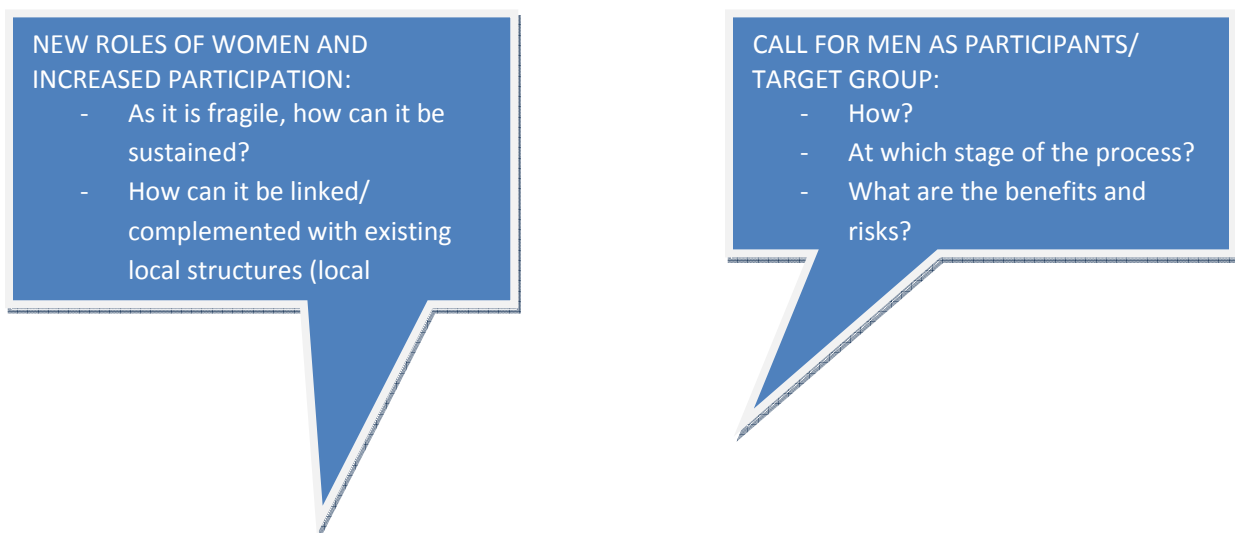 NEW ROLES OF WOMEN AND
INCREASED PARTICIPATION:
- As it is fragile, how can it be
sustained?
- How can it be linked/
complemented with existing
local structures (local
CALL FOR MEN AS PARTICIPANTS/
TARGET GROUP:
- How?
- At which stage of the process?
- What are the benefits and
risks?